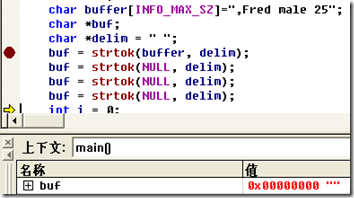 char buffer[INFO_MAX_SZ]=",Fred male 25";
char *buf;
char *delim = " ";
buf = strtok(buffer, delim);
buf = strtok(NULL, delim);
buf = strtok(NULL, delim);
buf = strtok(NULL, delim);
int i = 0;
上下文: main()
名称 值
buf 0x00000000 ""